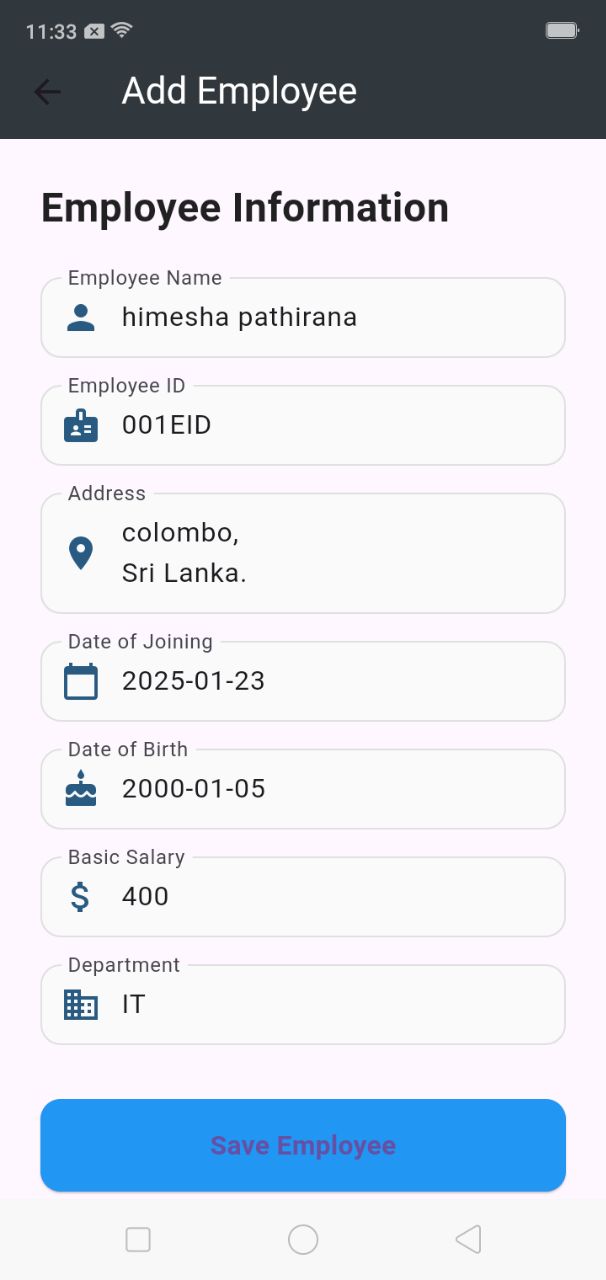 11:33
Add Employee
Employee Information
Employee Name
himesha pathirana
Employee ID
001EID
Address
colombo,
Sri Lanka.
Date of Joining
2025-01-23
Date of Birth
2000-01-05
Basic Salary
400
Department
IT
Save Employee